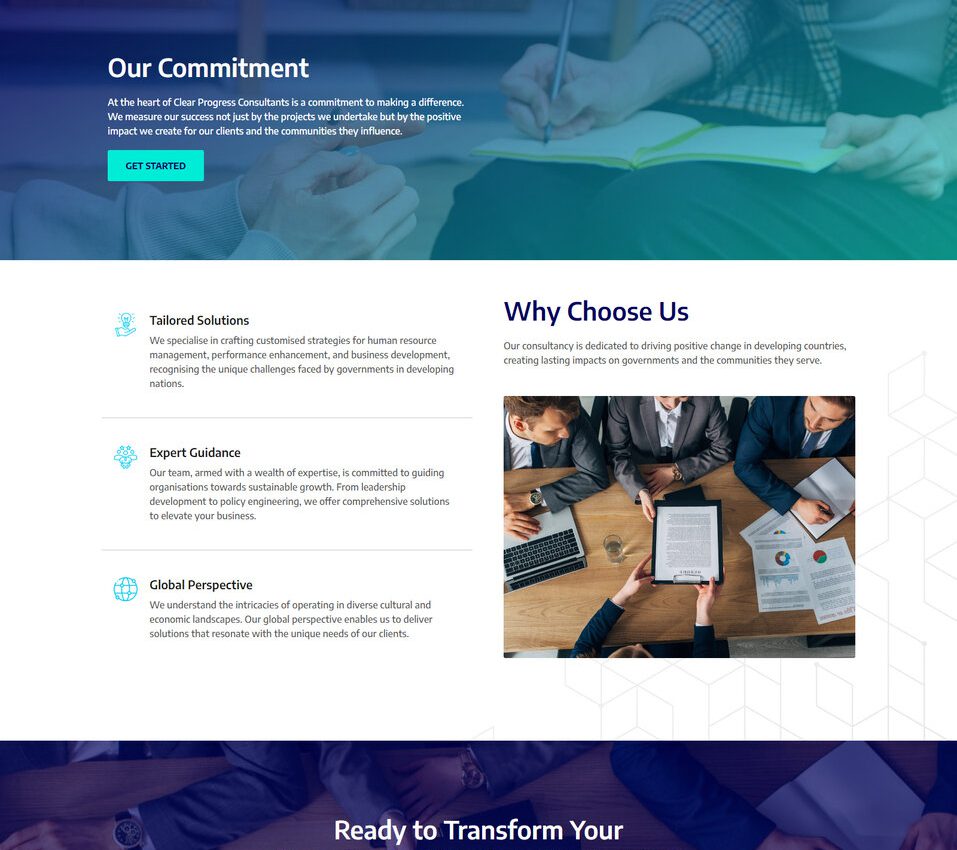 Our Commitment
At the heart of Clear Progress Consultants is a commitment to making a difference.
We measure our success not just by the projects we undertake but by the positive
impact we create for our clients and the communities they influence.
GET STARTED
Tailored Solutions
We specialise in crafting customised strategies for human resource
management, performance enhancement, and business development,
recognising the unique challenges faced by governments in developing
nations.
Expert Guidance
Our team, armed with a wealth of expertise, is committed to guiding
organisations towards sustainable growth. From leadership
development to policy engineering, we offer comprehensive solutions
to elevate your business.
Global Perspective
We understand the intricacies of operating in diverse cultural and
economic landscapes. Our global perspective enables us to deliver
solutions that resonate with the unique needs of our clients.
Why Choose Us
Our consultancy is dedicated to driving positive change in developing countries,
creating lasting impacts on governments and the communities they serve.
Ready to Transform Your